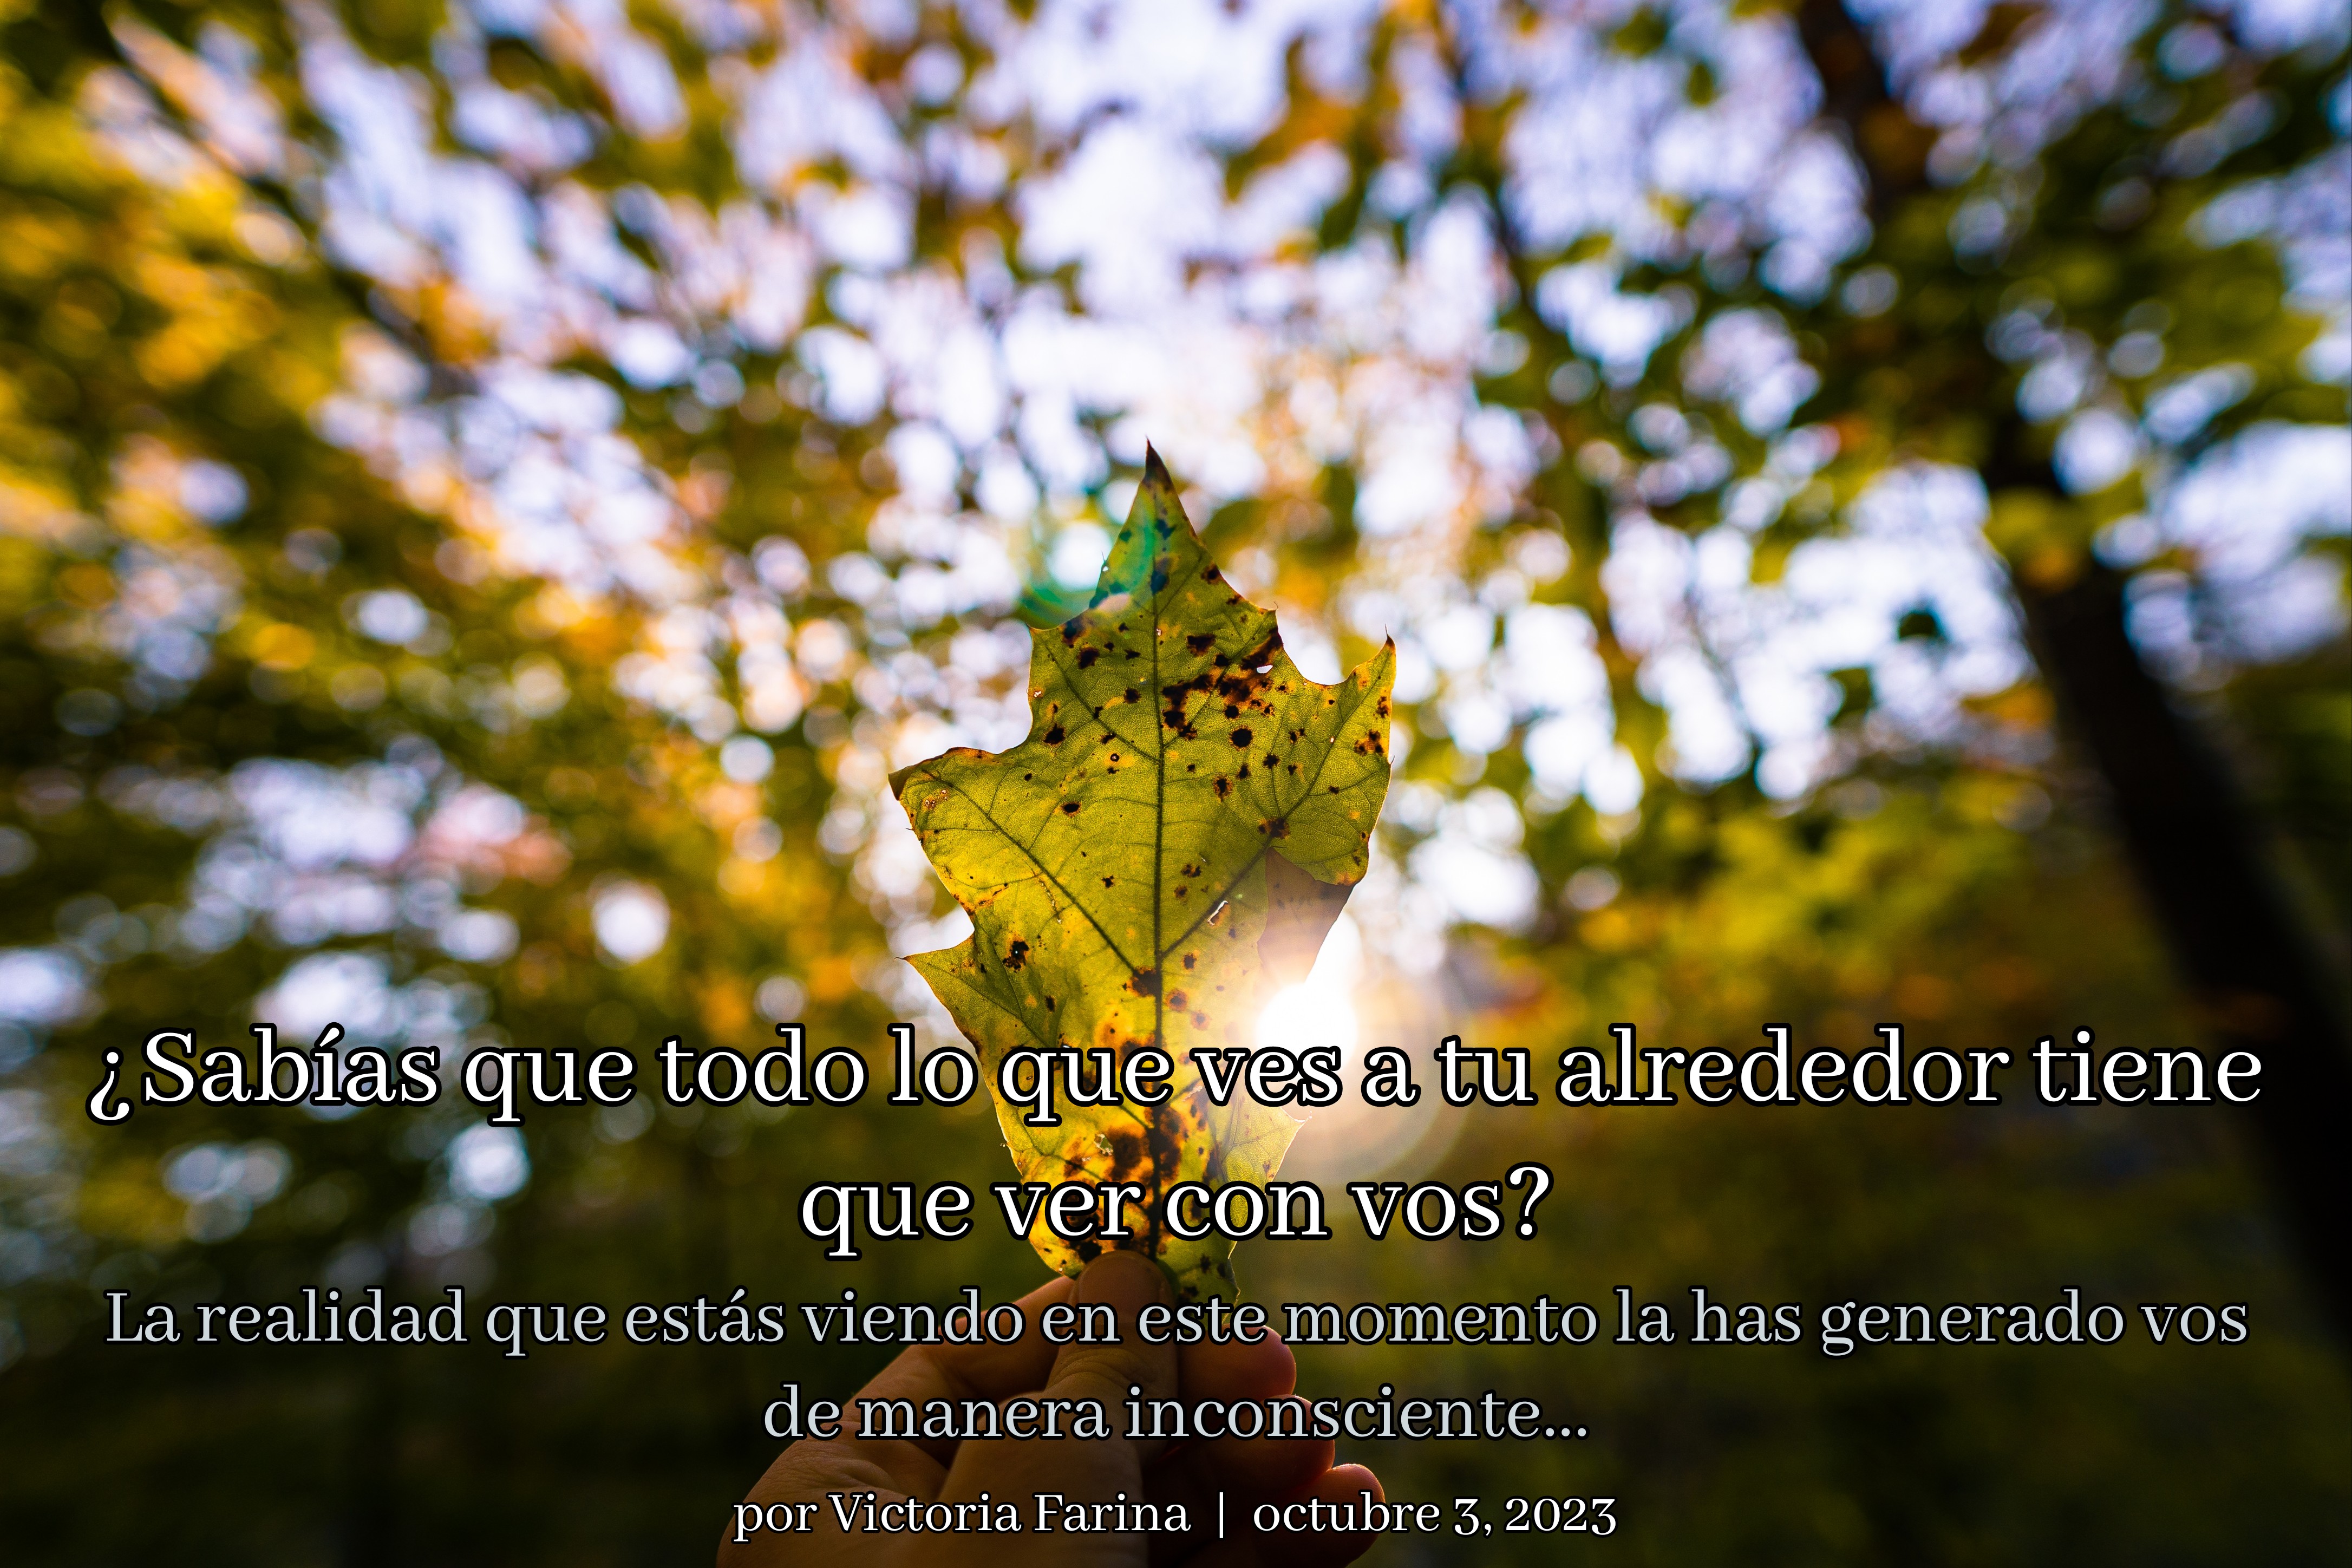 ¿Sabías que todo lo que ves a tu alrededor tiene
que ver con vos?
La realidad que estás viendo en este momento la has generado vos
de manera inconsciente...
por Victoria Farina | octubre 3, 2023